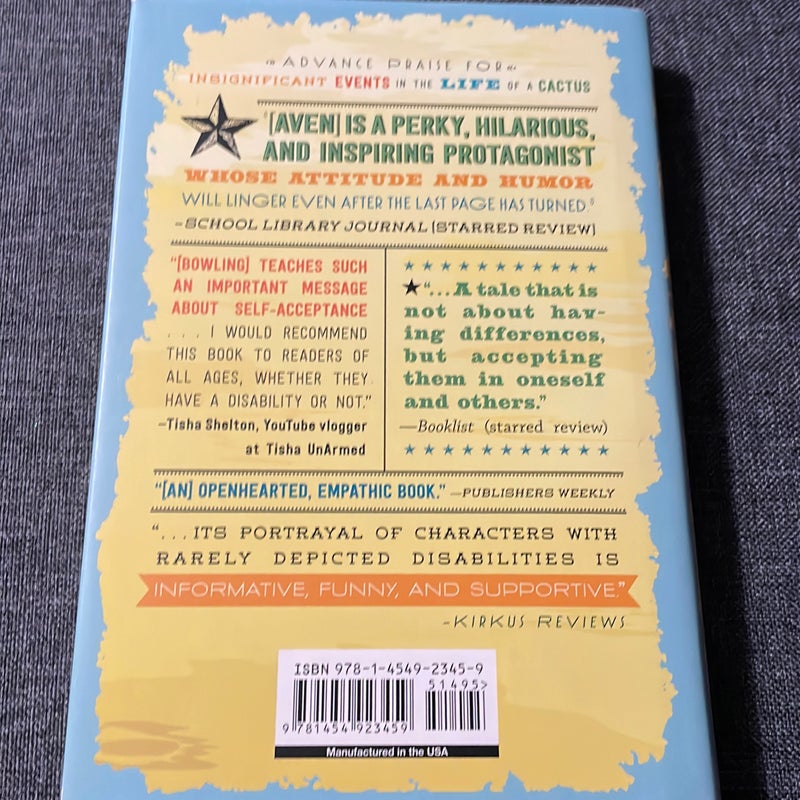 ADVANCE PRAISE FOR
INSIGNIFICANT EVENTS IN THE LIFE OF A CACTUS
"[AVEN] IS A PERKY, HILARIOUS,
AND INSPIRING PROTAGONIST
WHOSE ATTITUDE AND HUMOR
WILL LINGER EVEN AFTER THE LAST PAGE HAS TURNED."
–SCHOOL LIBRARY JOURNAL (STARRED REVIEW)
"[BOWLING] TEACHES SUCH
AN IMPORTANT MESSAGE
ABOUT SELF-ACCEPTANCE
. . . . I WOULD RECOMMEND
THIS BOOK TO READERS OF
ALL AGES, WHETHER THEY
HAVE A DISABILITY OR NOT."
–Tisha Shelton, YouTube vlogger
at Tisha UnArmed
★"...A tale that is
not about hav-
ing differences,
but accepting
them in oneself
and others."
—Booklist (starred review)
"[AN] OPENHEARTED, EMPATHIC BOOK." —PUBLISHERS WEEKLY
"...ITS PORTRAYAL OF CHARACTERS WITH
RARELY DEPICTED DISABILITIES IS
INFORMATIVE, FUNNY, AND SUPPORTIVE."
–KIRKUS REVIEWS
ISBN 978-1-4549-2345-9
51495>
9 781454 923459
Manufactured in the USA